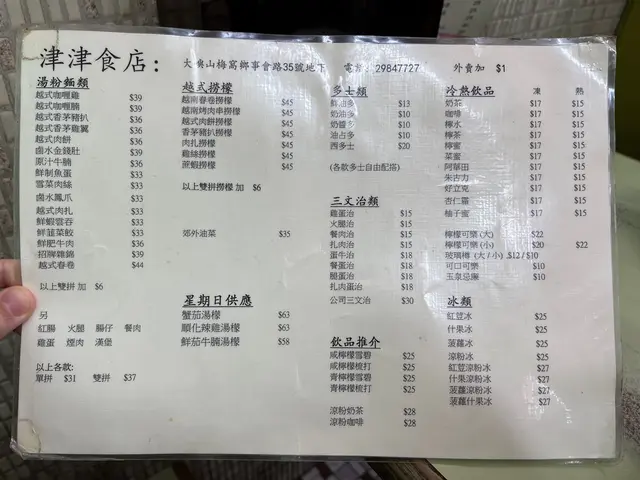 津津食店：
大嶼山梅窩鄉事會路35號地下 電話：29847727 外賣加 $1
湯粉麵類
越式咖喱雞 $39
越式咖喱腩 $39
越式香茅豬扒 $36
越式香茅雞翼 $36
越式肉餅 $36
鹵水金錢肚 $39
原汁牛腩 $36
鮮制魚蛋 $33
雪菜肉絲 $33
鹵水鳳爪 $33
越式肉扎 $33
鮮蝦雲吞 $33
鮮韮菜餃 $33
鮮肥牛肉 $36
招牌雜錦 $39
越式春卷 $44
以上雙拼 加 $6
另
紅腸 火腿 腸仔 餐肉
雞蛋 煙肉 漢堡
以上各款:
單拼 $31 雙拼 $37
越式撈檬
越南春卷撈檬 $45
越南烤肉串撈檬 $45
越式肉餅撈檬 $45
香茅豬扒撈檬 $45
肉扎撈檬 $45
雞絲撈檬 $45
蔗蝦撈檬 $45
以上雙拼撈檬 加 $6
郊外油菜 $35
星期日供應
蟹茄湯檬 $63
順化辣雞湯檬 $63
鮮茄牛腩湯檬 $58
多士類
鮮油多 $13
奶油多 $10
奶醬多 $10
油占多 $10
西多士 $20
(各款多士自由配搭)
三文治類
雞蛋治 $15
火腿治 $15
餐肉治 $15
扎肉治 $15
蛋牛治 $18
餐蛋治 $18
腿蛋治 $18
扎肉蛋治 $18
公司三文治 $30
飲品推介
咸檸檬雪碧 $25
咸檸檬梳打 $25
青檸檬雪碧 $25
青檸檬梳打 $25
涼粉奶茶 $28
涼粉咖啡 $28
冷熱飲品 凍 熱
奶茶 $17 $15
咖啡 $17 $15
檸水 $17 $15
檸茶 $17 $15
檸蜜 $17 $15
菜蜜 $17 $15
阿華田 $17 $15
朱古力 $17 $15
好立克 $17 $15
杏仁霜 $17 $15
柚子蜜 $17 $15
檸檬可樂 (大) $22
檸檬可樂 (小) $20 $22
玻璃樽 (大 / 小) $12 / $10
可口可樂 $10
玉泉忌廉 $10
冰類
紅荳冰 $25
什果冰 $25
菠蘿冰 $25
涼粉冰 $25
紅荳涼粉冰 $27
什果涼粉冰 $27
菠蘿涼粉冰 $27
菠蘿什果冰 $27